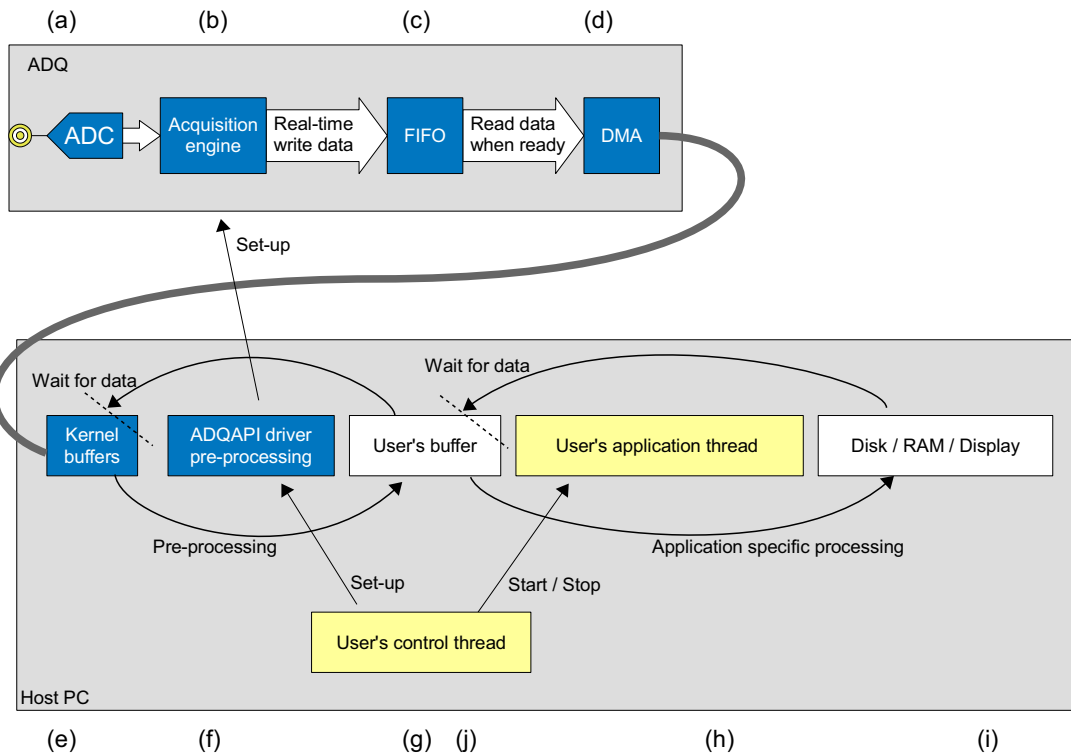 (a) (b) (c) (d)
ADQ
ADC
Acquisition
engine
Real-time
write data
FIFO
Read data
when ready
DMA
Set-up
Wait for data
Wait for data
Kernel
buffers
ADQAPI driver
pre-processing
User's buffer
User's application thread
Disk / RAM / Display
Pre-processing
Application specific processing
Set-up
Start / Stop
User's control thread
Host PC
(e) (f) (g) (j) (h) (i)